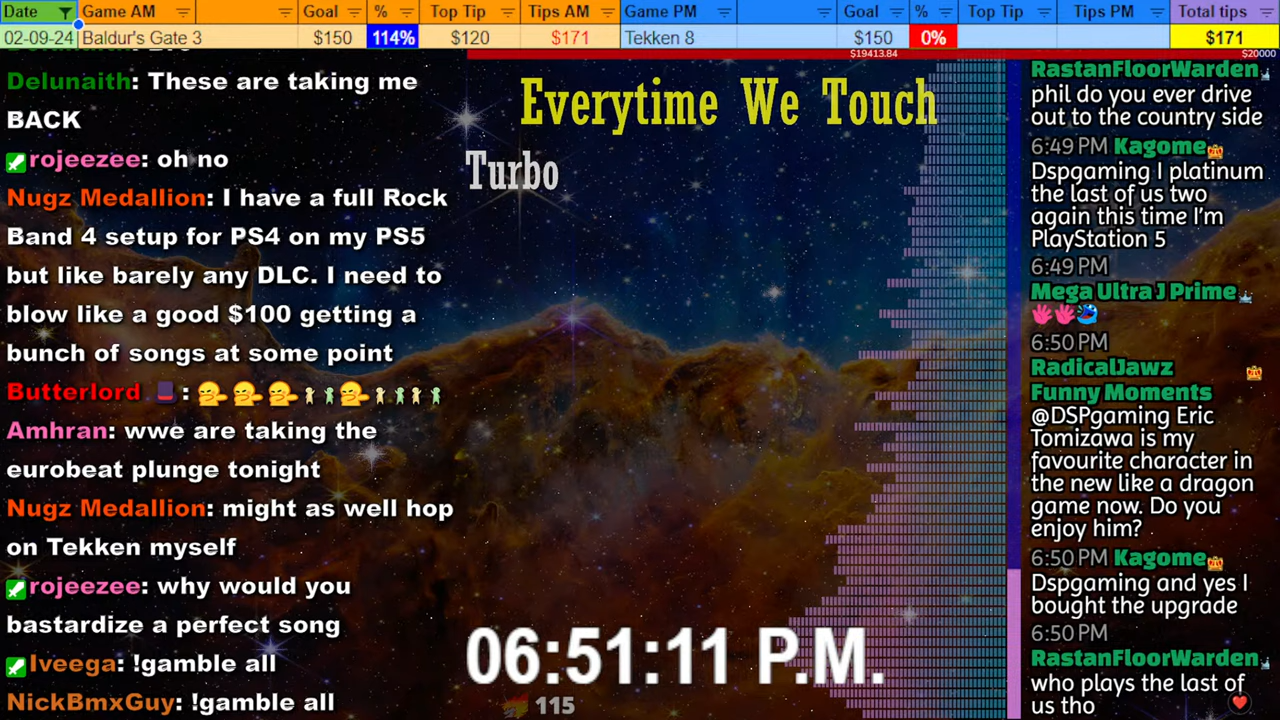 Date Game AM Goal % Top Tip Tips AM Game PM Goal % Top Tip Tips PM Total tips
02-09-24 Baldur's Gate 3 $150 114% $120 $171 Tekken 8 $150 0% $171
$19413.84 $20000
Delunaith: These are taking me
BACK
rojeezee: oh no
Nugz Medallion: I have a full Rock
Band 4 setup for PS4 on my PS5
but like barely any DLC. I need to
blow like a good $100 getting a
bunch of songs at some point
Butterlord :
Amhran: wwe are taking the
eurobeat plunge tonight
Nugz Medallion: might as well hop
on Tekken myself
rojeezee: why would you
bastardize a perfect song
Iveega: !gamble all
NickBmxGuy: !gamble all
Everytime We Touch
Turbo
06:51:11 P.M.
115
RastanFloorWarden
phil do you ever drive
out to the country side
6:49 PM Kagome
Dspgaming I platinum
the last of us two
again this time I'm
PlayStation 5
6:49 PM
Mega Ultra J Prime
6:50 PM
RadicalJawz
Funny Moments
@DSPgaming Eric
Tomizawa is my
favourite character in
the new like a dragon
game now. Do you
enjoy him?
6:50 PM Kagome
Dspgaming and yes I
bought the upgrade
6:50 PM
RastanFloorWarden
who plays the last of
us tho